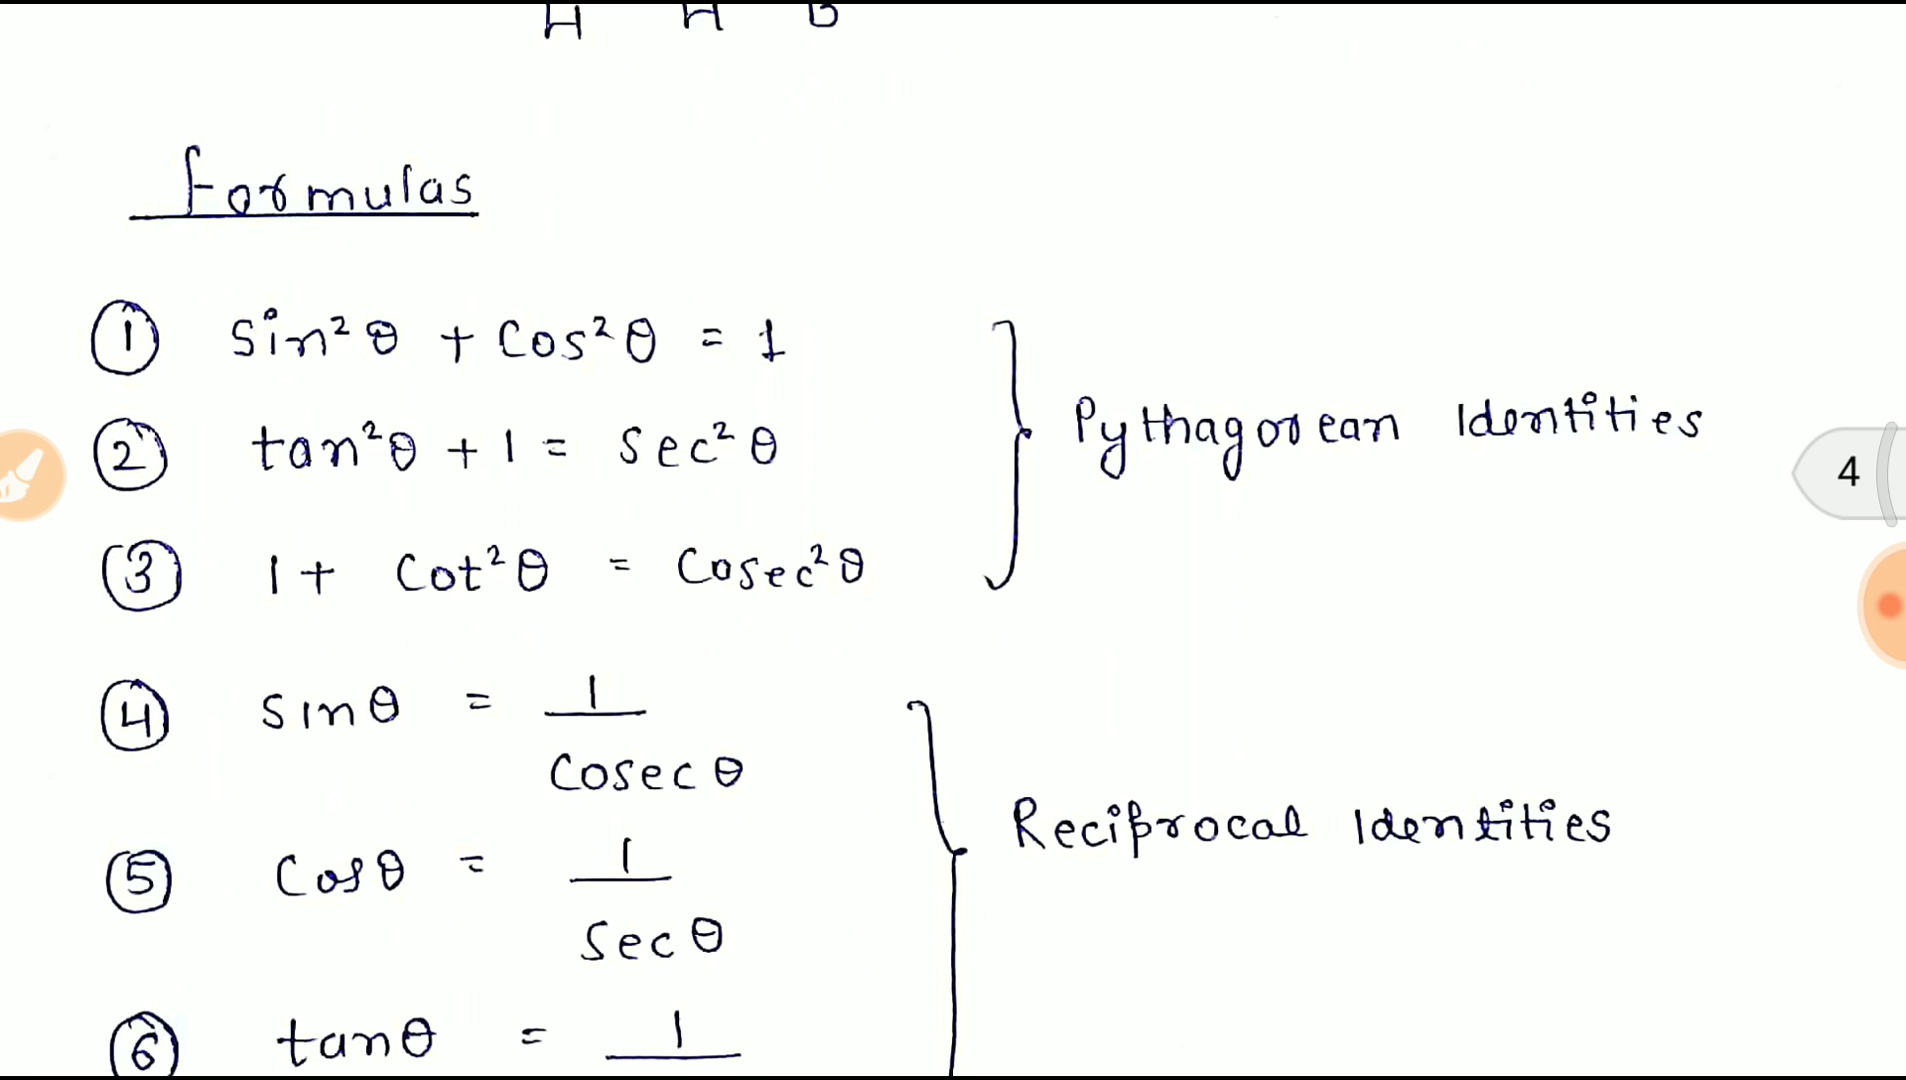 Formulas
① Sin²θ + Cos²θ = 1
② tan²θ + 1 = Sec²θ
③ 1 + Cot²θ = Cosec²θ
Pythagorean Identities
4
④ sinθ = 1
Cosecθ
⑤ Cosθ = 1
Secθ
Reciprocal Identities
⑥ tanθ = 1